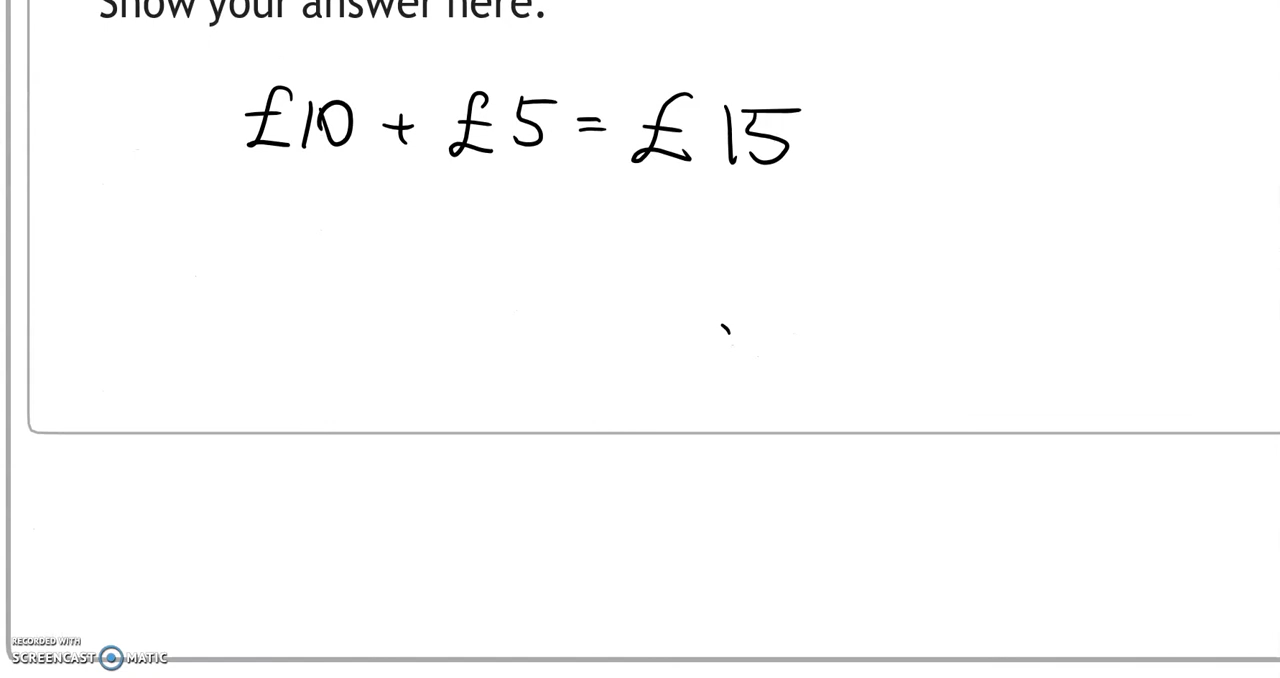 Show your answer here.
£10 + £5 = £15
RECORDED WITH
SCREENCAST MATIC